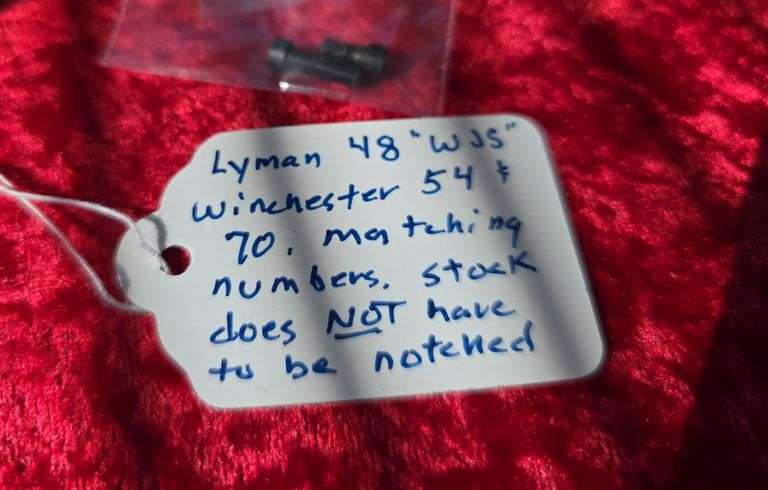 Lyman 48 "WJS"
Winchester 54 &
70. matching
numbers. stock
does NOT have
to be notched